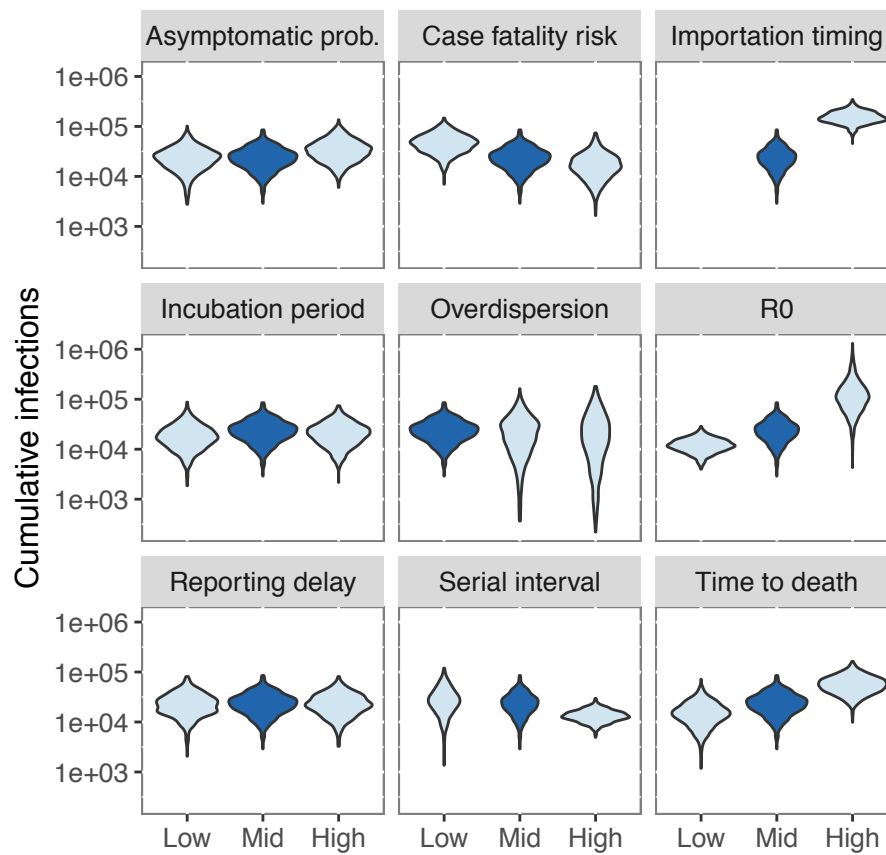 Cumulative infections
Asymptomatic prob. Case fatality risk Importation timing
1e+06
1e+05
1e+04
1e+03
Incubation period Overdispersion R0
1e+06
1e+05
1e+04
1e+03
Reporting delay Serial interval Time to death
1e+06
1e+05
1e+04
1e+03
Low Mid High Low Mid High Low Mid High